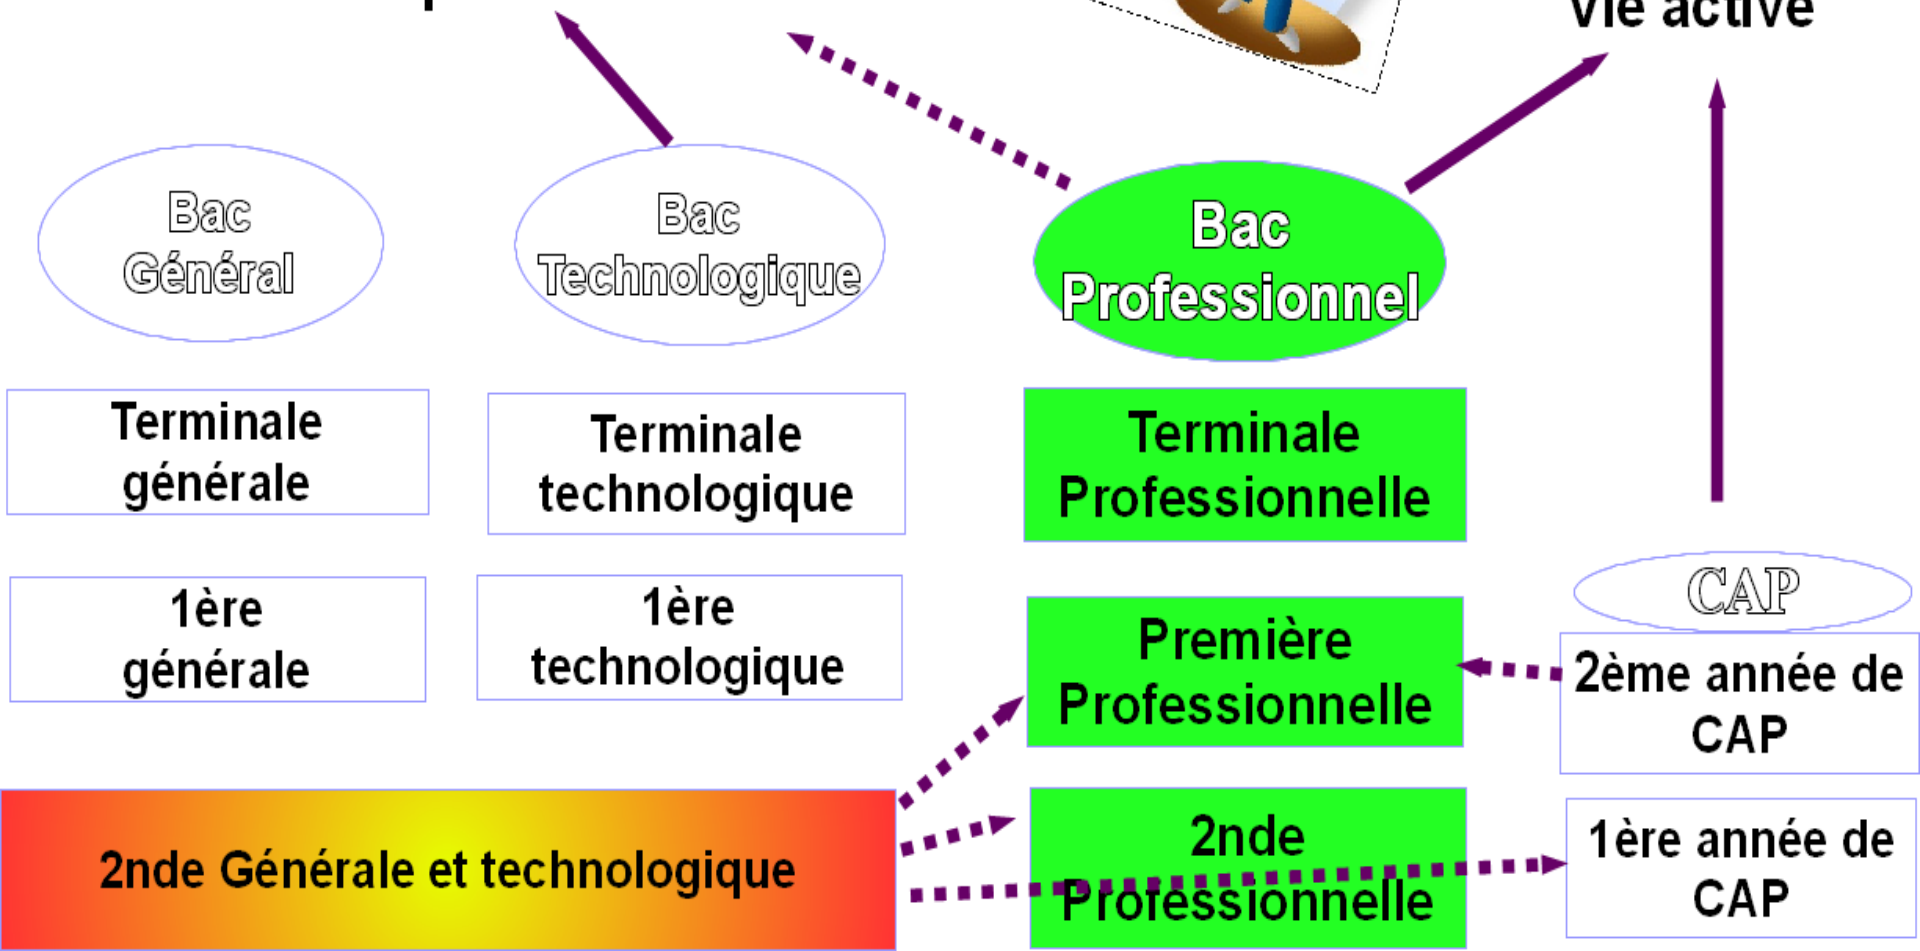 Vie active
Bac
Général
Bac
Technologique
Bac
Professionnel
Terminale
générale
Terminale
technologique
Terminale
Professionnelle
1ère
générale
1ère
technologique
Première
Professionnelle
CAP
2ème année de
CAP
2nde Générale et technologique
2nde
Professionnelle
1ère année de
CAP